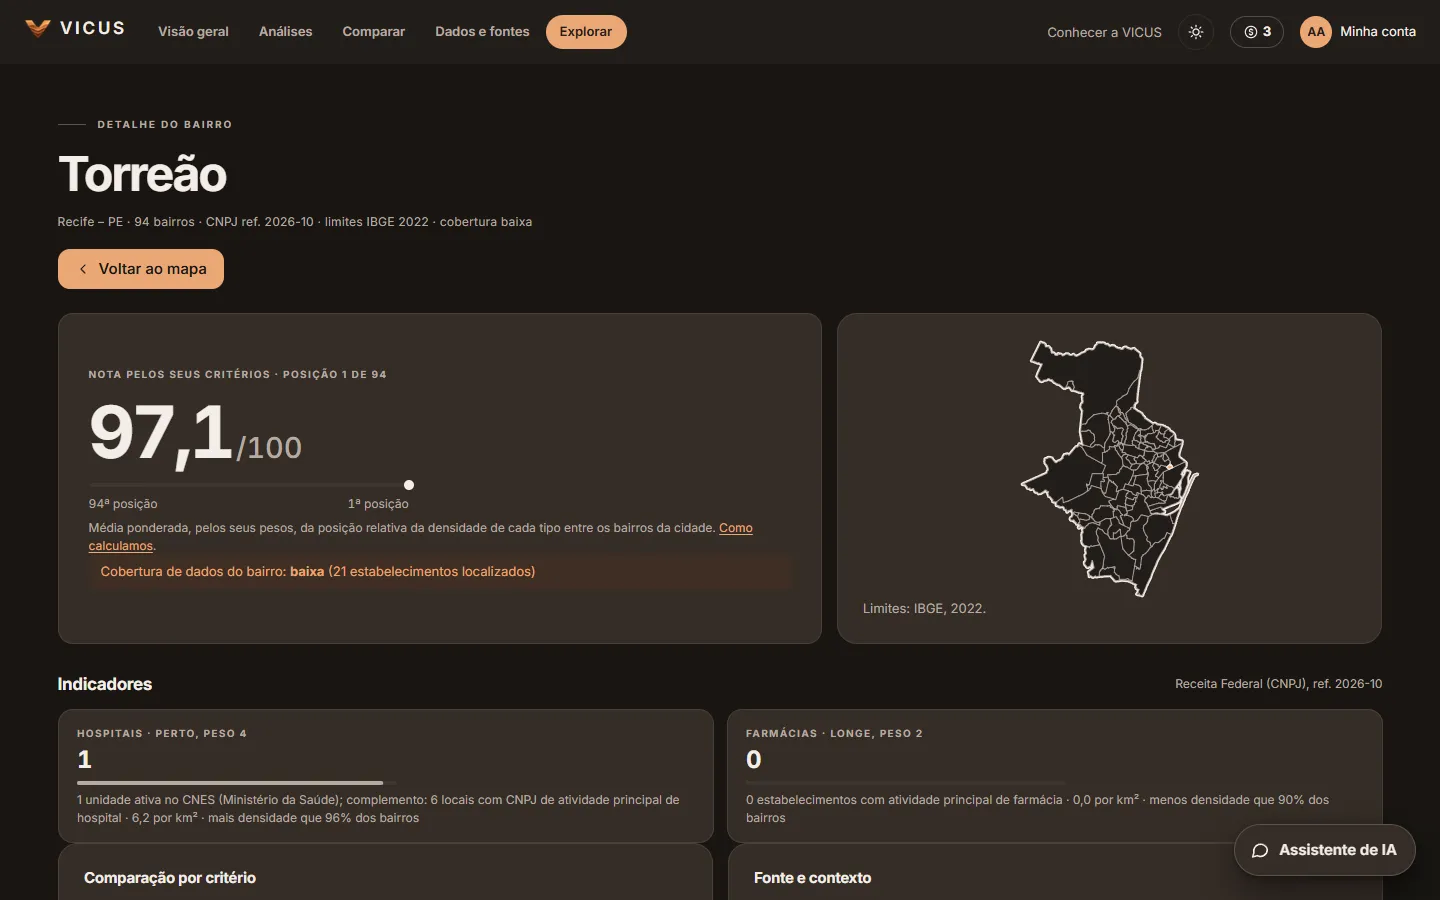 VICUS
Visão geral
Análises
Comparar
Dados e fontes
Explorar
Conhecer a VICUS
3
AA
Minha conta
DETALHE DO BAIRRO
Torreão
Recife – PE · 94 bairros · CNPJ ref. 2026-10 · limites IBGE 2022 · cobertura baixa
Voltar ao mapa
NOTA PELOS SEUS CRITÉRIOS · POSIÇÃO 1 DE 94
97,1/100
94ª posição
1ª posição
Média ponderada, pelos seus pesos, da posição relativa da densidade de cada tipo entre os bairros da cidade. Como
calculamos.
Cobertura de dados do bairro: baixa (21 estabelecimentos localizados)
Limites: IBGE, 2022.
Indicadores
Receita Federal (CNPJ), ref. 2026-10
HOSPITAIS · PERTO, PESO 4
1
1 unidade ativa no CNES (Ministério da Saúde); complemento: 6 locais com CNPJ de atividade principal de
hospital · 6,2 por km² · mais densidade que 96% dos bairros
FARMÁCIAS · LONGE, PESO 2
0
0 estabelecimentos com atividade principal de farmácia · 0,0 por km² · menos densidade que 90% dos
bairros
Assistente de IA
Comparação por critério
Fonte e contexto